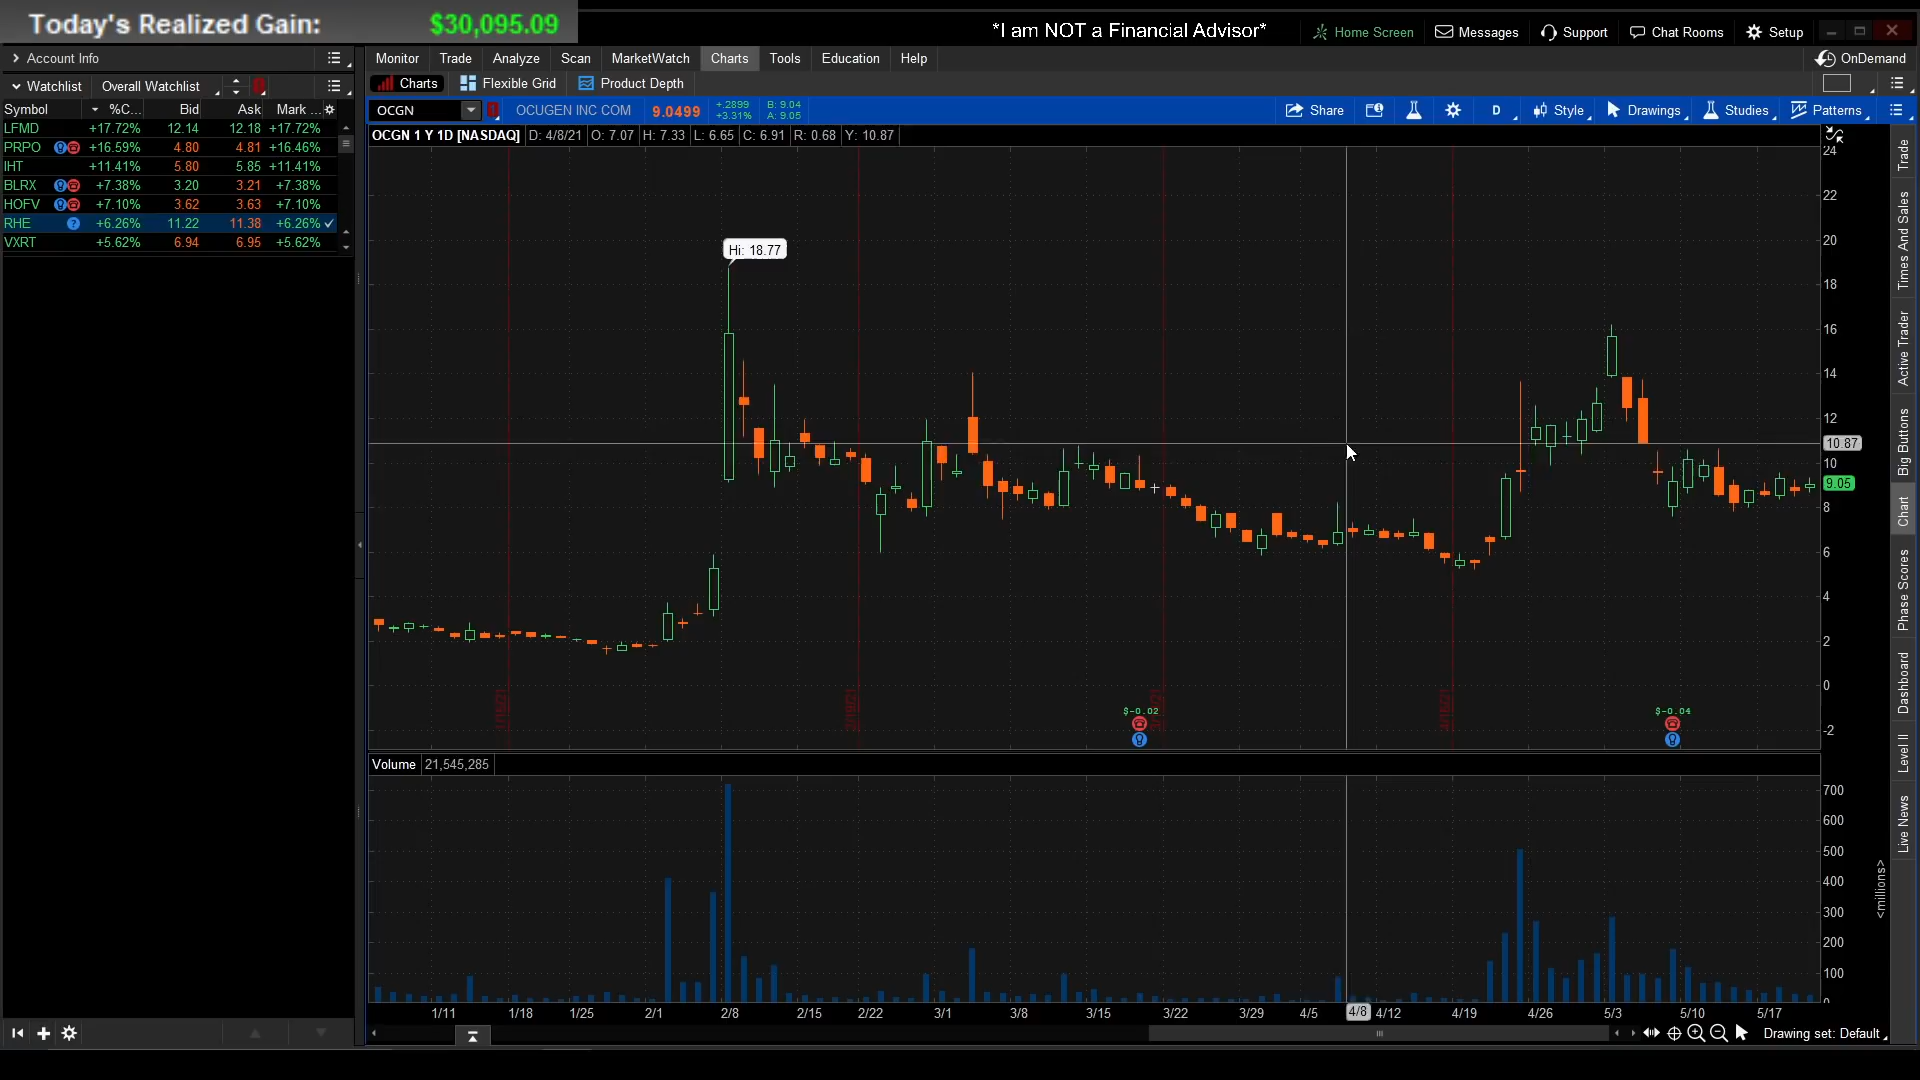 Today's Realized Gain: $30,095.09
*I am NOT a Financial Advisor*
Home Screen Messages Support Chat Rooms Setup
Account Info
Monitor Trade Analyze Scan MarketWatch Charts Tools Education Help
OnDemand
Watchlist Overall Watchlist
Charts Flexible Grid Product Depth
Symbol %C... Bid Ask Mark ...
OCGN OCUGEN INC COM 9.0499 +.2899 +3.31% B: 9.04 A: 9.05
Share D Style Drawings Studies Patterns
LFMD +17.72% 12.14 12.18 +17.72%
PRPO +16.59% 4.80 4.81 +16.46%
IHT +11.41% 5.80 5.85 +11.41%
BLRX +7.38% 3.20 3.21 +7.38%
HOFV +7.10% 3.62 3.63 +7.10%
RHE ? +6.26% 11.22 11.38 +6.26%
VXRT +5.62% 6.94 6.95 +5.62%
OCGN 1 Y 1D [NASDAQ] D: 4/8/21 O: 7.07 H: 7.33 L: 6.65 C: 6.91 R: 0.68 Y: 10.87
Hi: 18.77
24
22
20
18
16
14
12
10.87
10
9.05
8
6
4
2
0
-2
$-0.02
$-0.04
Volume 21,545,285
700
600
500
400
300
200
100
0
<millions>
1/11 1/18 1/25 2/1 2/8 2/15 2/22 3/1 3/8 3/15 3/22 3/29 4/5 4/8 4/12 4/19 4/26 5/3 5/10 5/17
Drawing set: Default
Trade
Times And Sales
Active Trader
Big Buttons
Chart
Phase Scores
Dashboard
Level II
Live News